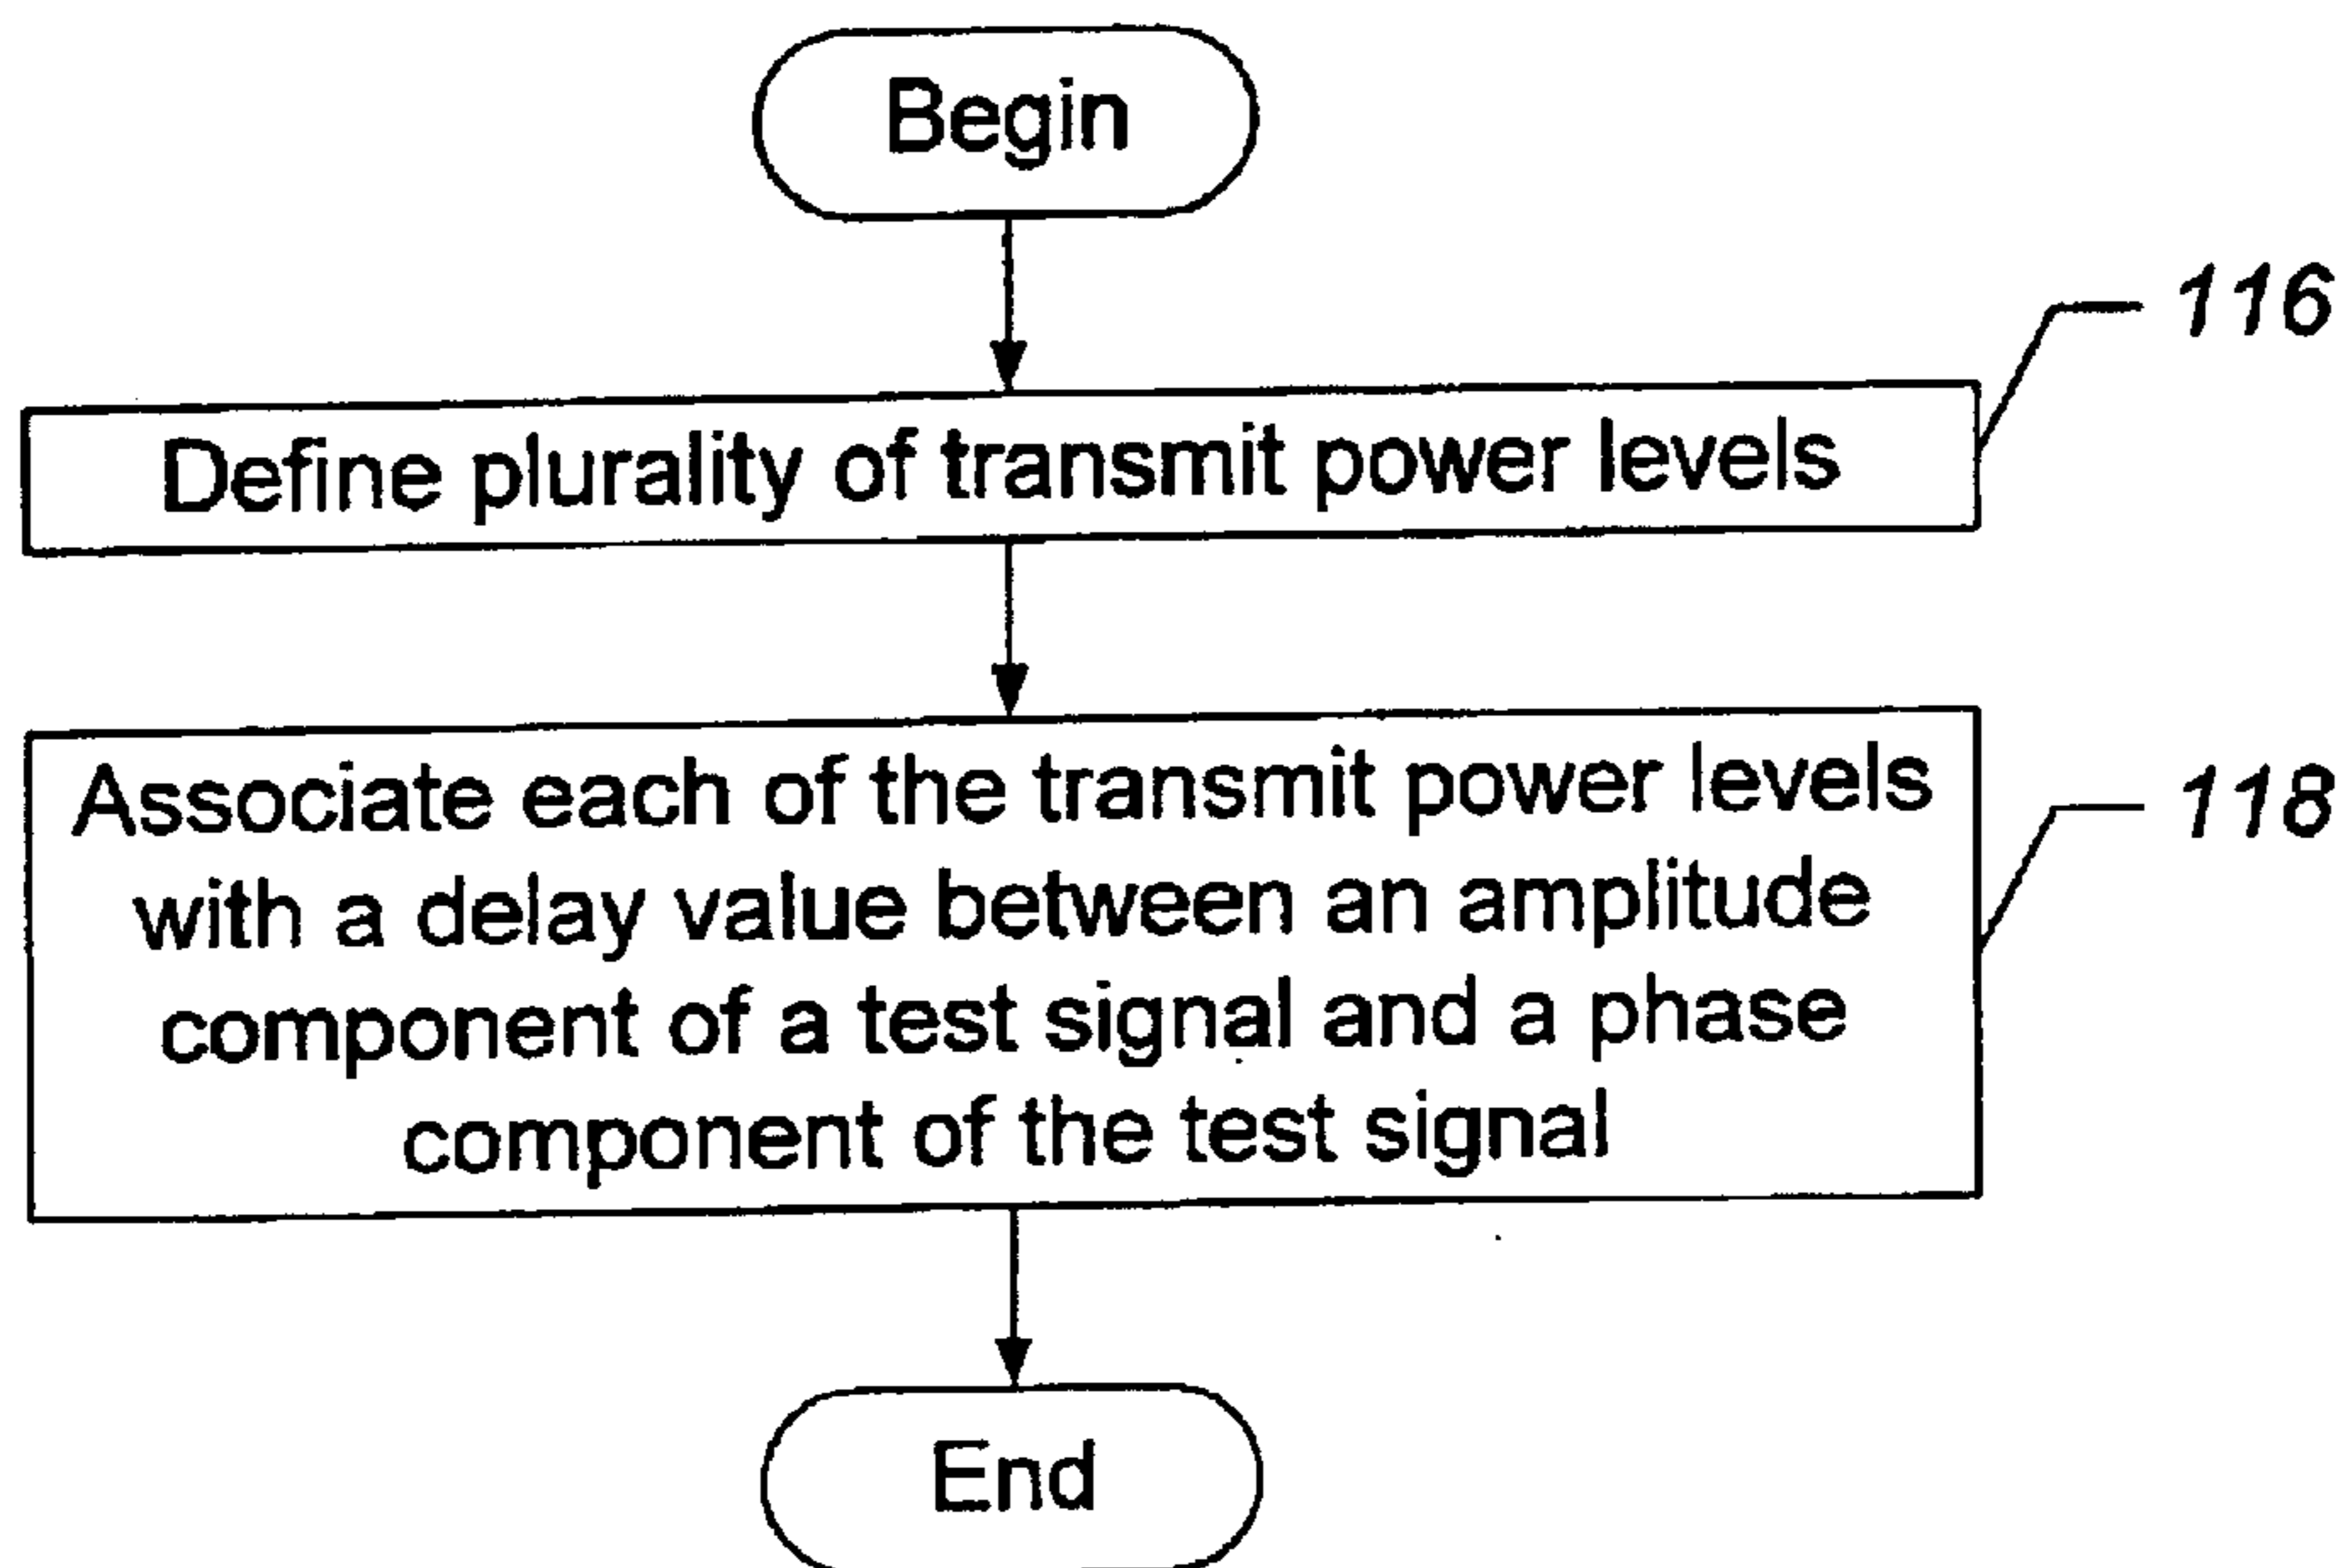 Begin
116
Define plurality of transmit power levels
Associate each of the transmit power levels
118
with a delay value between an amplitude
component of a test signal and a phase
component of the test signal
End